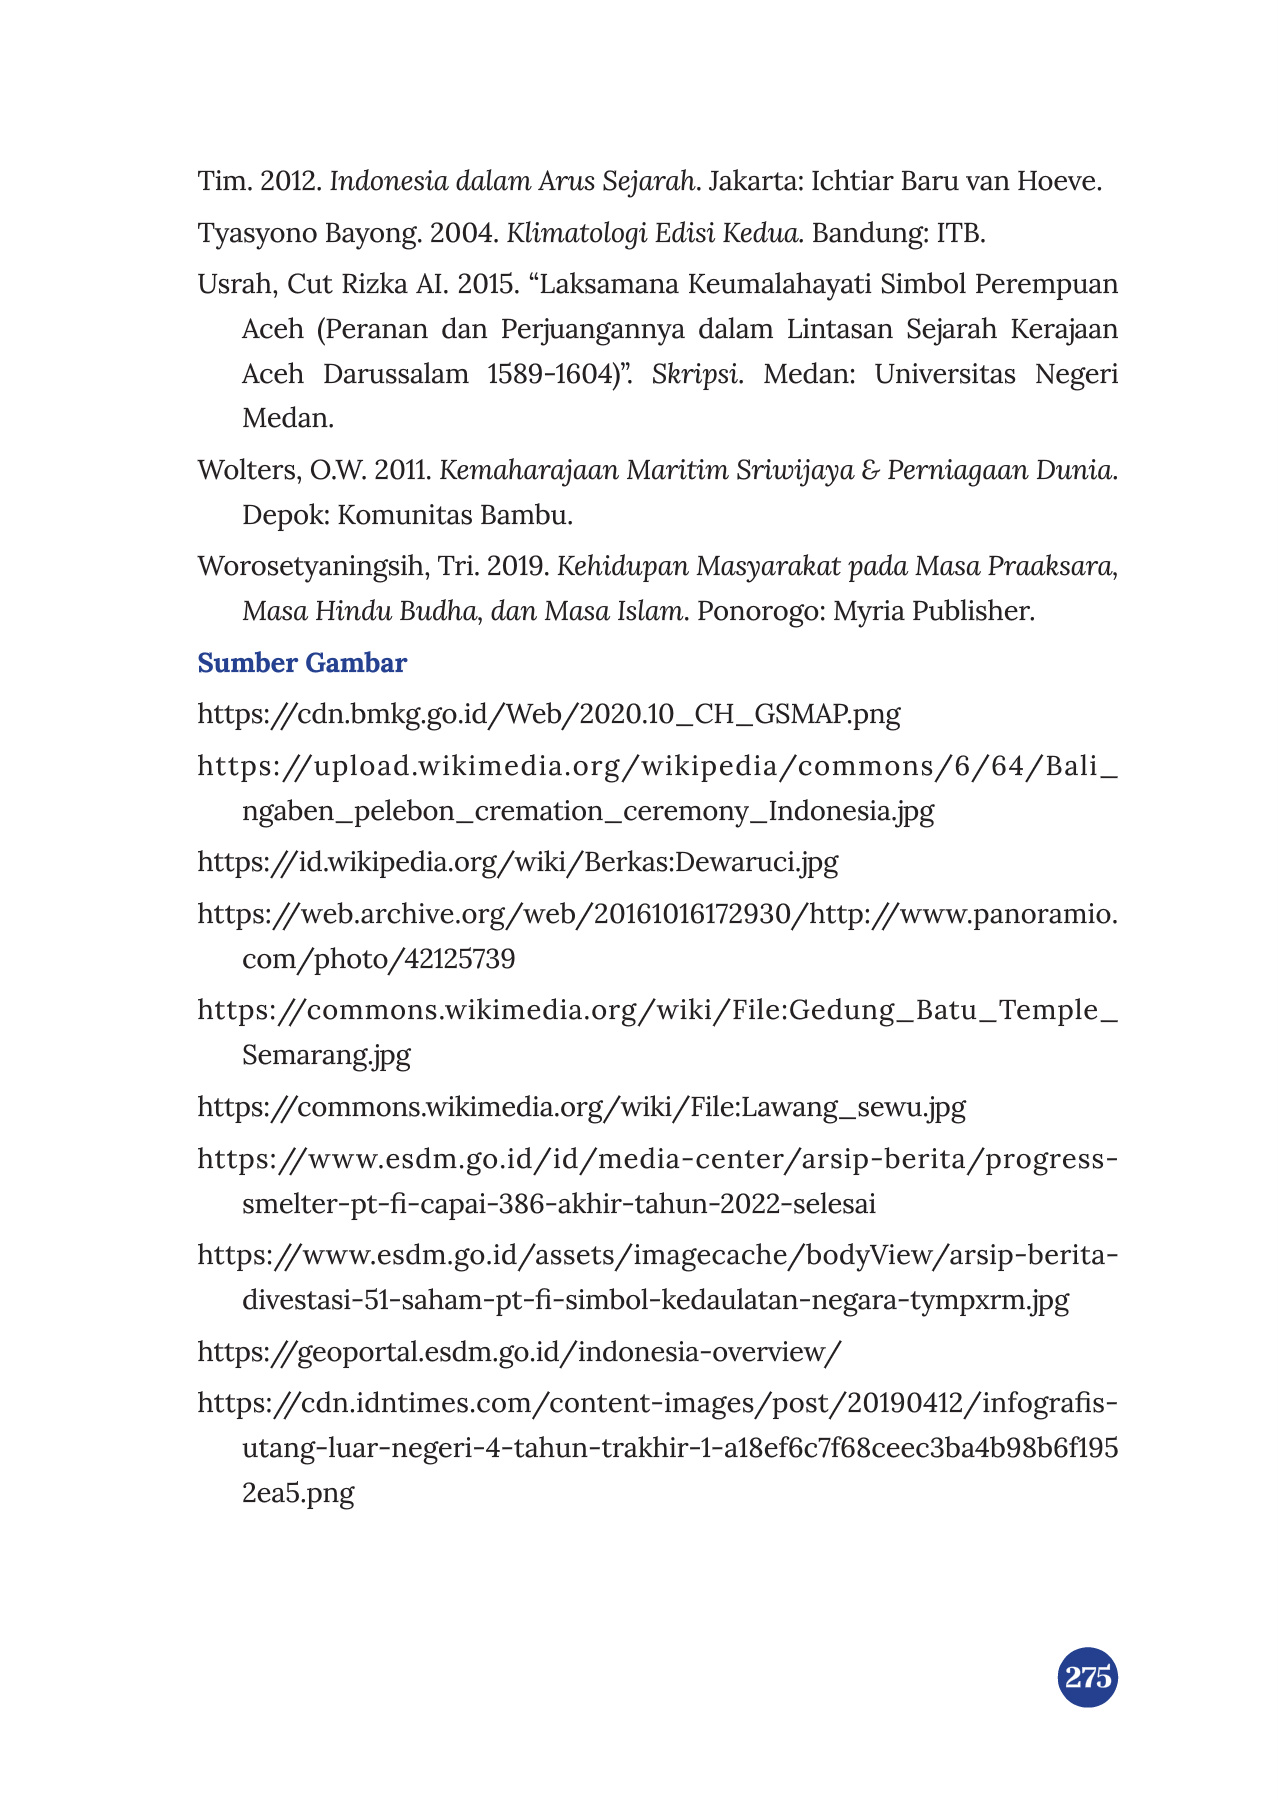 Tim. 2012. Indonesia dalam Arus Sejarah. Jakarta: Ichtiar Baru van Hoeve.
Tyasyono Bayong. 2004. Klimatologi Edisi Kedua. Bandung: ITB.
Usrah, Cut Rizka AI. 2015. “Laksamana Keumalahayati Simbol Perempuan
Aceh (Peranan dan Perjuangannya dalam Lintasan Sejarah Kerajaan
Aceh Darussalam 1589-1604)”. Skripsi. Medan: Universitas Negeri
Medan.
Wolters, O.W. 2011. Kemaharajaan Maritim Sriwijaya & Perniagaan Dunia.
Depok: Komunitas Bambu.
Worosetyaningsih, Tri. 2019. Kehidupan Masyarakat pada Masa Praaksara,
Masa Hindu Budha, dan Masa Islam. Ponorogo: Myria Publisher.
Sumber Gambar
https://cdn.bmkg.go.id/Web/2020.10_CH_GSMAP.png
https://upload.wikimedia.org/wikipedia/commons/6/64/Bali_
ngaben_pelebon_cremation_ceremony_Indonesia.jpg
https://id.wikipedia.org/wiki/Berkas:Dewaruci.jpg
https://web.archive.org/web/20161016172930/http://www.panoramio.
com/photo/42125739
https://commons.wikimedia.org/wiki/File:Gedung_Batu_Temple_
Semarang.jpg
https://commons.wikimedia.org/wiki/File:Lawang_sewu.jpg
https://www.esdm.go.id/id/media-center/arsip-berita/progress-
smelter-pt-fi-capai-386-akhir-tahun-2022-selesai
https://www.esdm.go.id/assets/imagecache/bodyView/arsip-berita-
divestasi-51-saham-pt-fi-simbol-kedaulatan-negara-tympxrm.jpg
https://geoportal.esdm.go.id/indonesia-overview/
https://cdn.idntimes.com/content-images/post/20190412/infografis-
utang-luar-negeri-4-tahun-trakhir-1-a18ef6c7f68ceec3ba4b98b6f195
2ea5.png
275